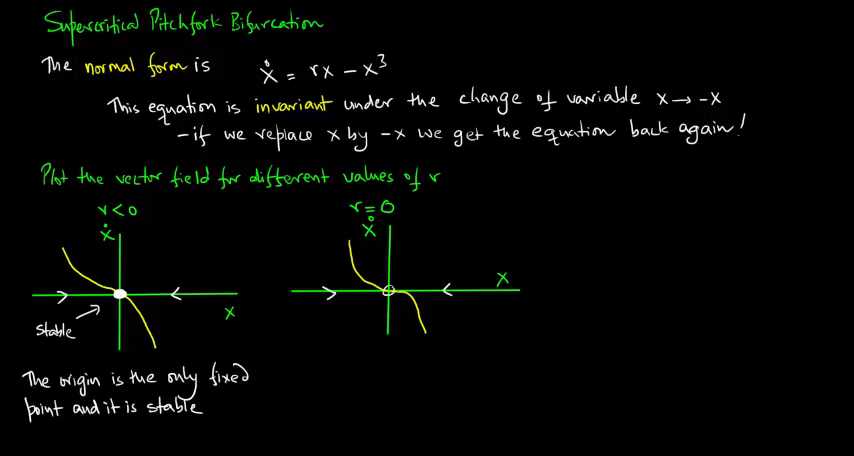 Supercritical Pitchfork Bifurcation
The normal form is ẋ = rx - x³
This equation is invariant under the change of variable x → -x
- if we replace x by -x we get the equation back again!
Plot the vector field for different values of r
r < 0
r = 0
ẋ
ẋ
x
x
stable
The origin is the only fixed
point and it is stable